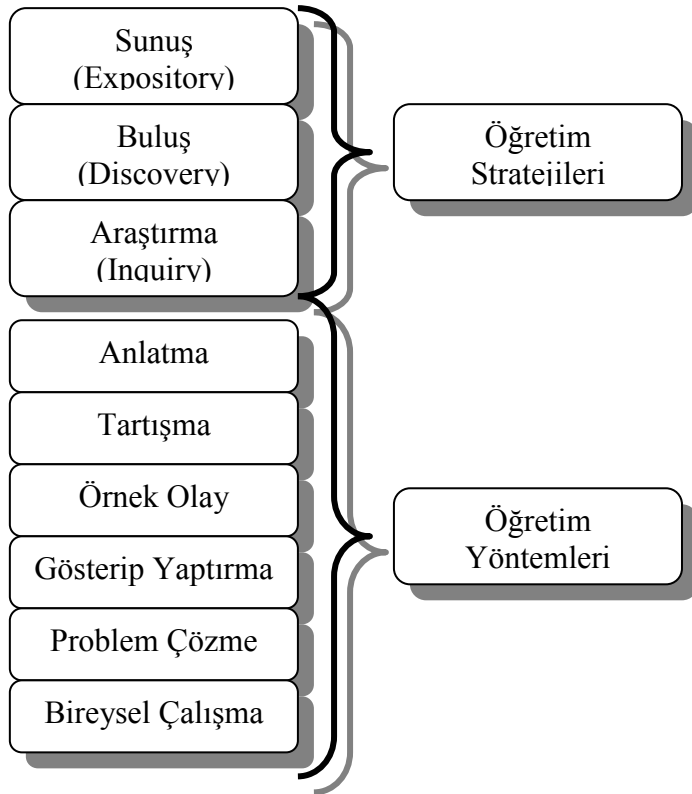 Sunuş
(Expository)
Buluş
(Discovery)
Araştırma
(Inquiry)
Öğretim
Stratejileri
Anlatma
Tartışma
Örnek Olay
Gösterip Yaptırma
Problem Çözme
Bireysel Çalışma
Öğretim
Yöntemleri